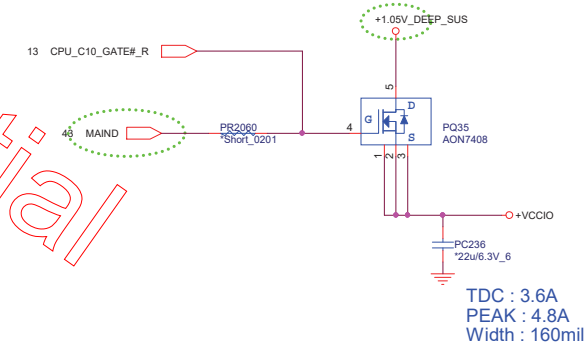 +1.05V_DEEP_SUS
13 CPU_C10_GATE#_R
5
D
G
S
4
PQ35
AON7408
43 MAIND
PR2060
*Short_0201
1
2
3
+VCCIO
PC236
*22u/6.3V_6
TDC : 3.6A
PEAK : 4.8A
Width : 160mil